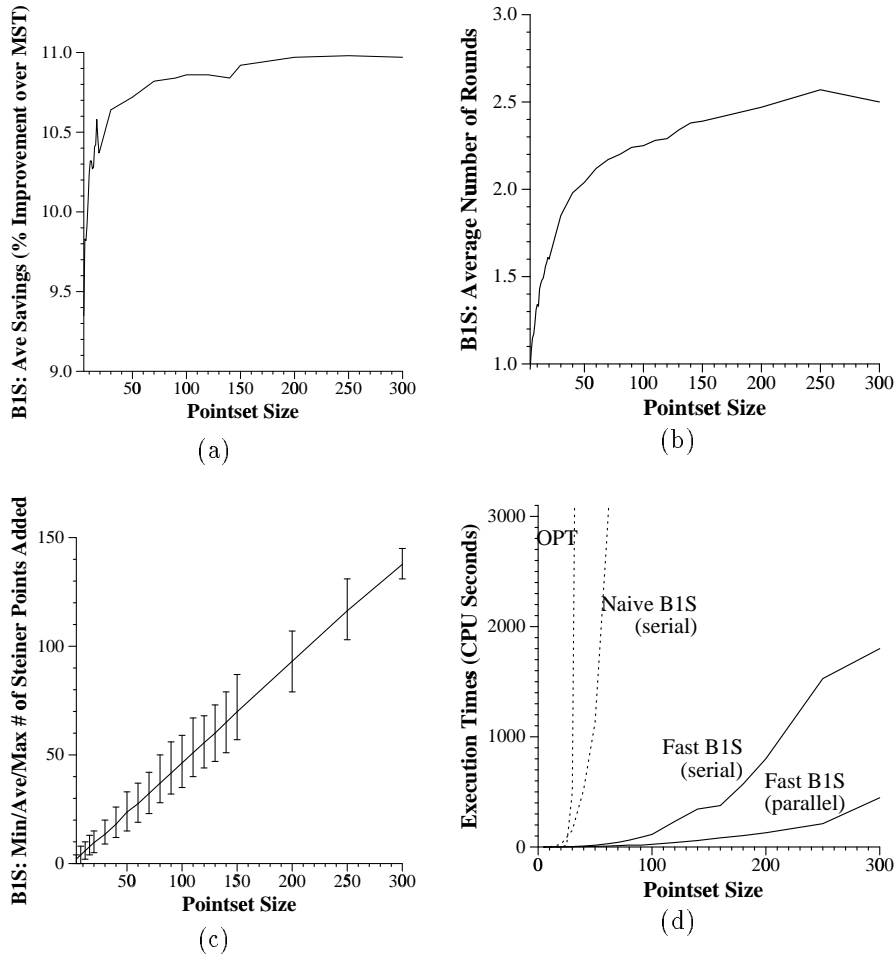 B1S: Ave Savings (% Improvement over MST)
11.0
10.5
10.0
9.5
9.0
50 100 150 200 250 300
Pointset Size
(a)
B1S: Average Number of Rounds
3.0
2.5
2.0
1.5
1.0
50 100 150 200 250 300
Pointset Size
(b)
B1S: Min/Ave/Max # of Steiner Points Added
150
100
50
0
50 100 150 200 250 300
Pointset Size
(c)
Execution Times (CPU Seconds)
3000
2000
1000
0
0 100 200 300
OPT
Naive B1S
(serial)
Fast B1S
(serial)
Fast B1S
(parallel)
Pointset Size
(d)